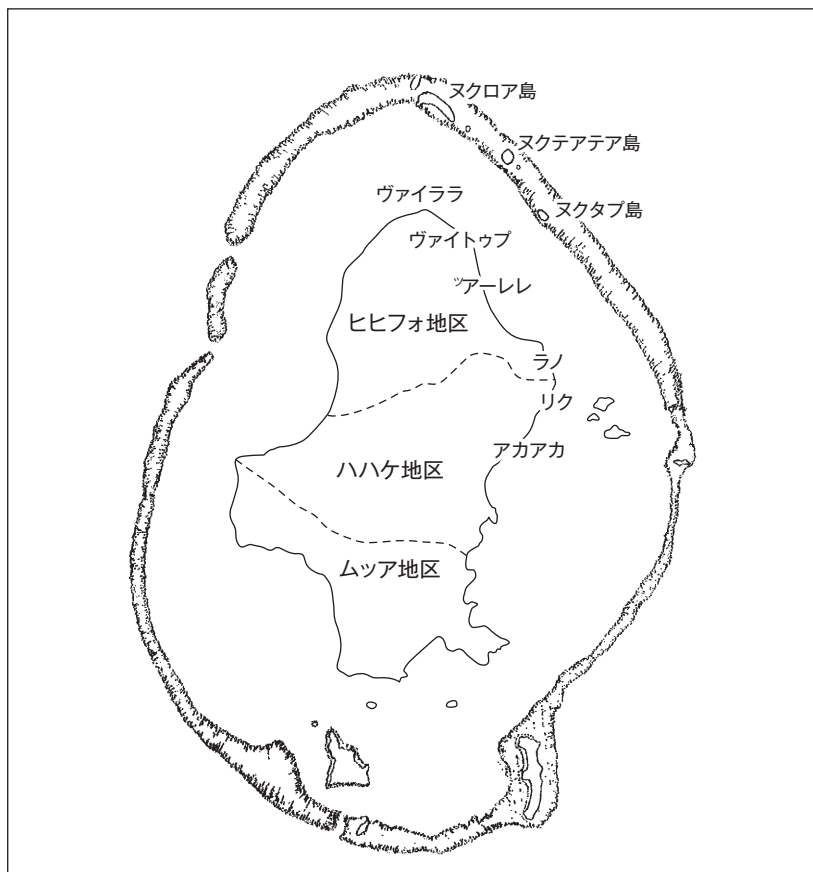 ヌクロア島
ヌクテアテア島
ヌクタプ島
ヴァイララ
ヴァイトゥプ
ツアーレレ
ヒヒフォ地区
ラノ
リク
アカアカ
ハハケ地区
ムッア地区